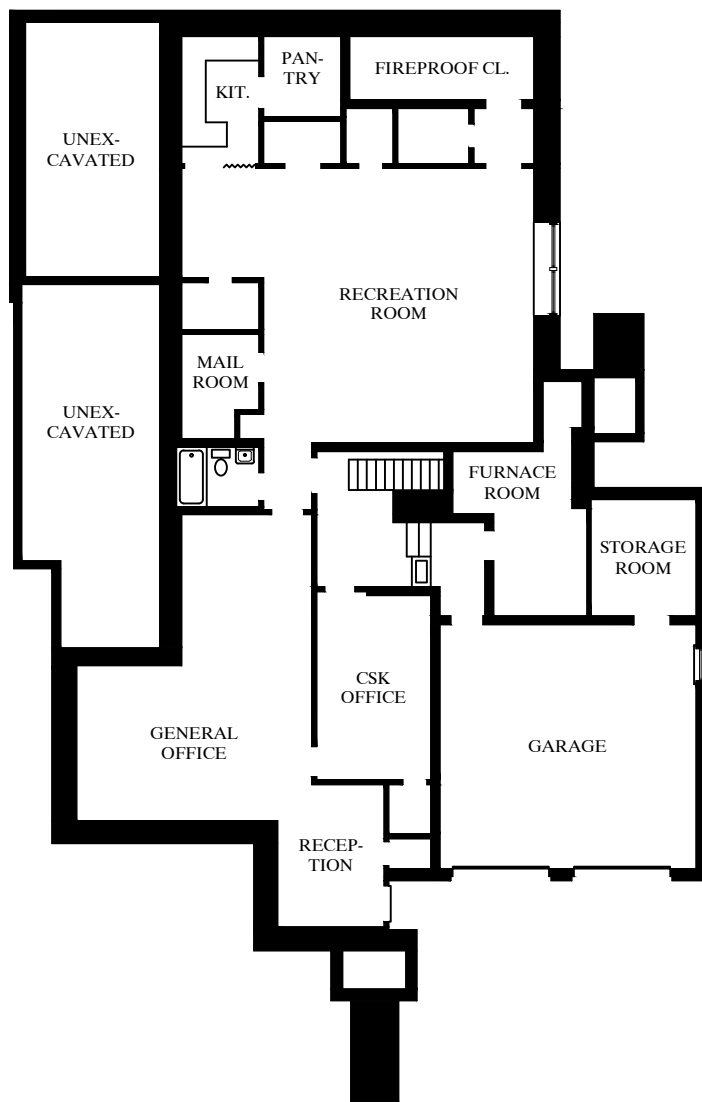 PAN-
TRY
FIREPROOF CL.
KIT.
UNEX-
CAVATED
RECREATION
ROOM
MAIL
ROOM
UNEX-
CAVATED
FURNACE
ROOM
STORAGE
ROOM
CSK
OFFICE
GENERAL
OFFICE
GARAGE
RECEP-
TION